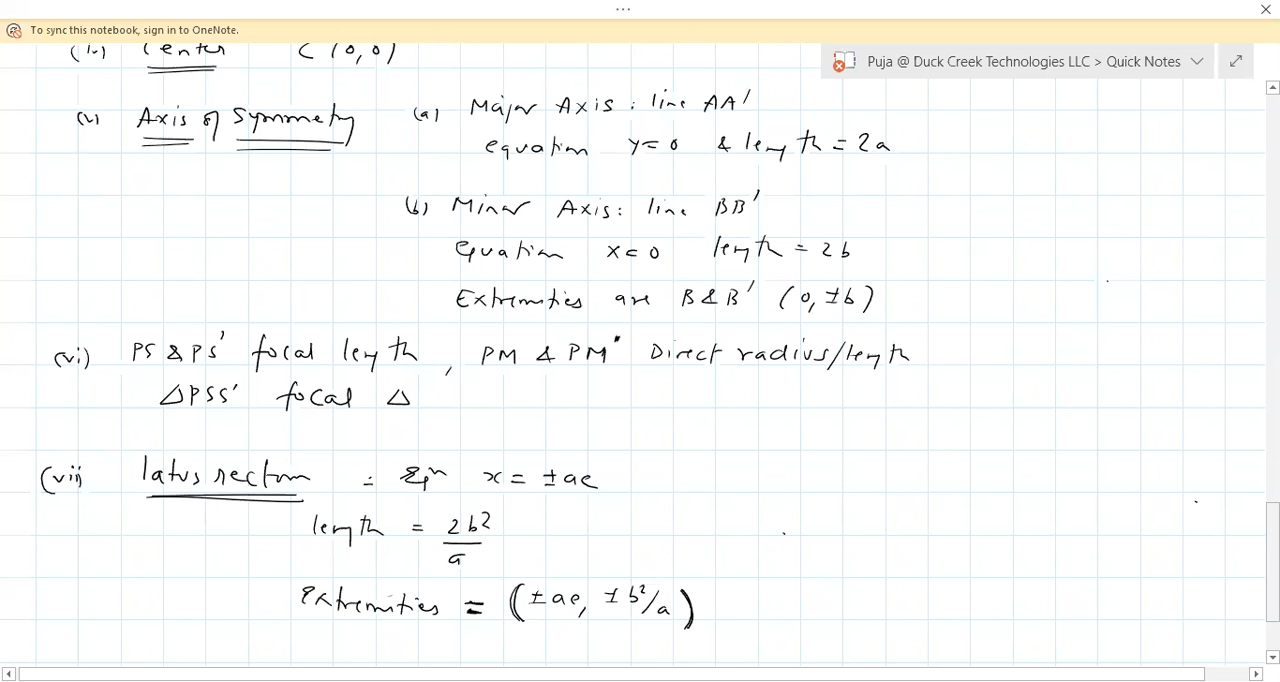 ...
To sync this notebook, sign in to OneNote.
Puja @ Duck Creek Technologies LLC > Quick Notes
(iv) Center C (0,0)
(v) Axis of Symmetry (a) Major Axis : line AA'
equation y=0 & length = 2a
(b) Minor Axis: line BB'
equation x=0 length = 2b
Extremities are B&B' (0, ±b)
(vi) PS & PS' focal length, PM & PM' Direct radius/length
△PSS' focal △
(vii) latus rectum = Eqn x = ±ae
length = 2b²/a
extremities = (±ae, ±b²/a)